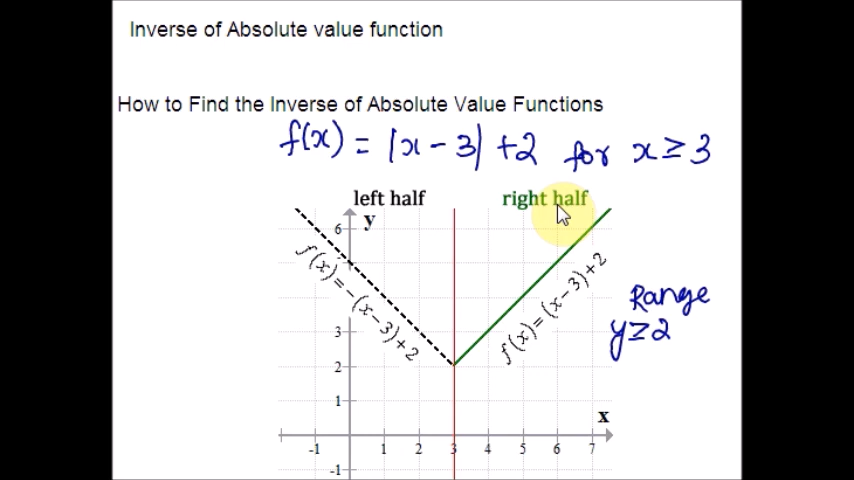 Inverse of Absolute value function
How to Find the Inverse of Absolute Value Functions
f(x) = |x - 3| + 2 for x ≥ 3
left half right half
y
6
f(x) = -(x-3)+2
f(x) = (x-3)+2
Range
y ≥ 2
3
2
1
x
-1 1 2 3 4 5 6 7
-1